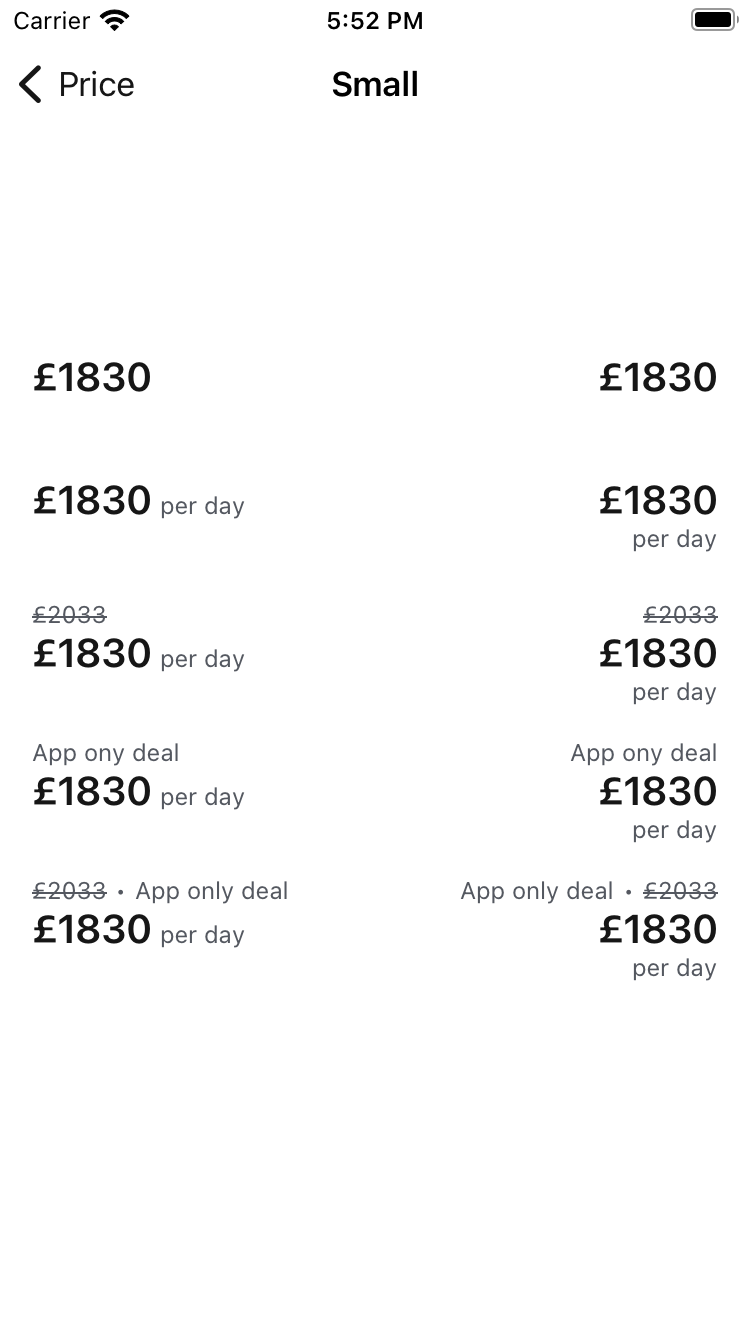 Carrier 5:52 PM
Price Small
£1830 £1830
£1830 per day £1830
per day
£2033 £2033
£1830 per day £1830
per day
App ony deal App ony deal
£1830 per day £1830
per day
£2033 • App only deal App only deal • £2033
£1830 per day £1830
per day